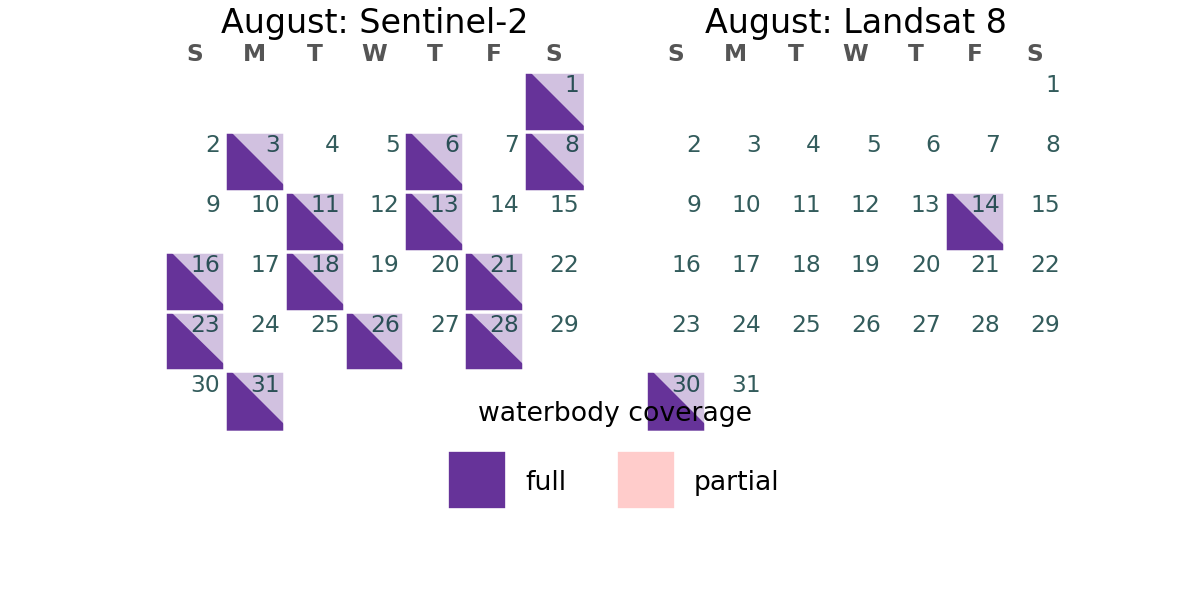 August: Sentinel-2
S M T W T F S
1
2 3 4 5 6 7 8
9 10 11 12 13 14 15
16 17 18 19 20 21 22
23 24 25 26 27 28 29
30 31
August: Landsat 8
S M T W T F S
1
2 3 4 5 6 7 8
9 10 11 12 13 14 15
16 17 18 19 20 21 22
23 24 25 26 27 28 29
30 31
waterbody coverage
full partial